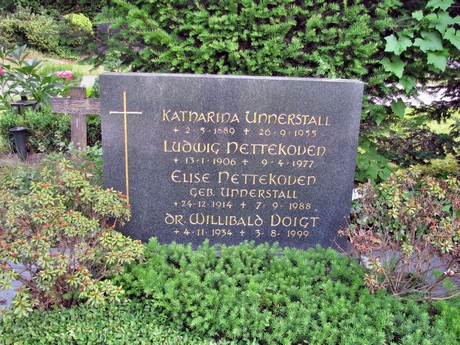 KATHARINA UNNERSTALL
+ 2·5·1889 + 26·9·1955
LUDWIG NETTEKOVEN
+ 13·1·1906 + 9·4·1977
ELISE NETTEKOVEN
GEB. UNNERSTALL
+ 24·12·1914 + 7·9·1988
DR. WILLIBALD VOIGT
+ 4·11·1934 + 3·8·1999